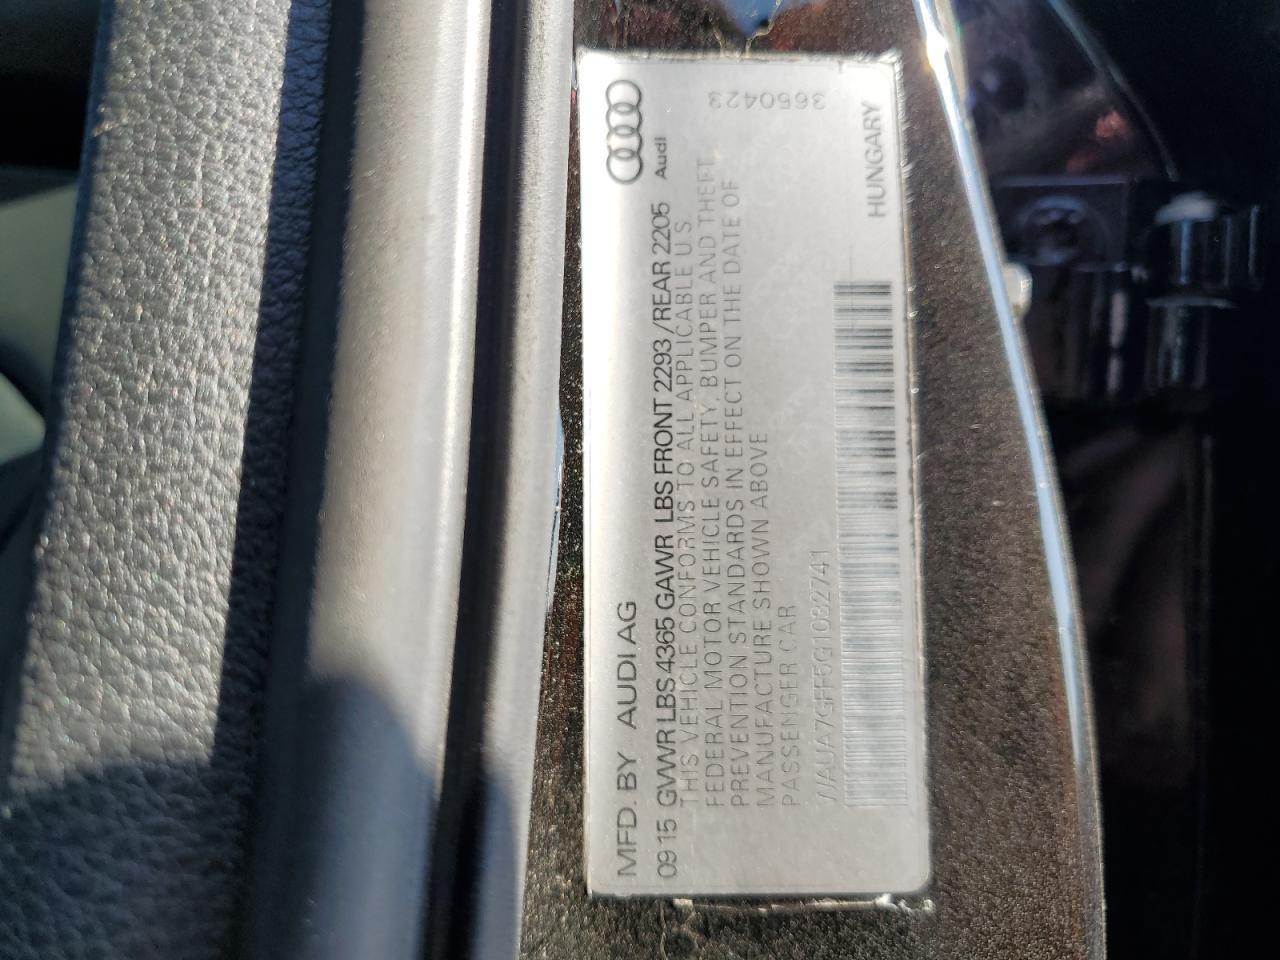 MFD. BY AUDI AG
Audi
09 15 GVWR LBS 4365 GAWR LBS FRONT 2293 / REAR 2205
THIS VEHICLE CONFORMS TO ALL APPLICABLE U S
FEDERAL MOTOR VEHICLE SAFETY, BUMPER AND THEFT
PREVENTION STANDARDS IN EFFECT ON THE DATE OF
MANUFACTURE SHOWN ABOVE
PASSENGER CAR
3650423
WAUA7GFF5G1032741
HUNGARY